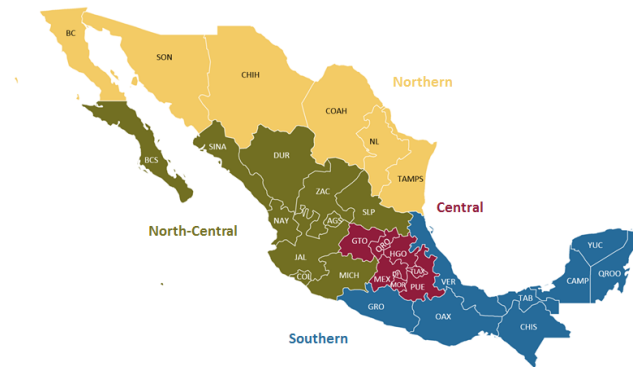 BC
SON
CHIH
Northern
COAH
NL
TAMPS
SINA
DUR
BCS
ZAC
SLP
Central
NAY
AGS
North-Central
GTO
QRO
HGO
JAL
COL
MICH
MEX
DF
TLAX
MOR
PUE
VER
YUC
CAMP
QROO
TAB
GRO
OAX
CHIS
Southern